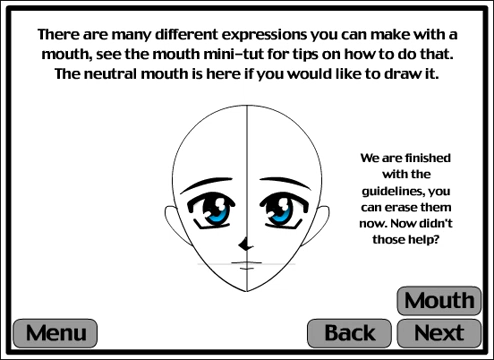 There are many different expressions you can make with a
mouth, see the mouth mini-tut for tips on how to do that.
The neutral mouth is here if you would like to draw it.
We are finished
with the
guidelines, you
can erase them
now. Now didn't
those help?
Mouth
Menu
Back
Next